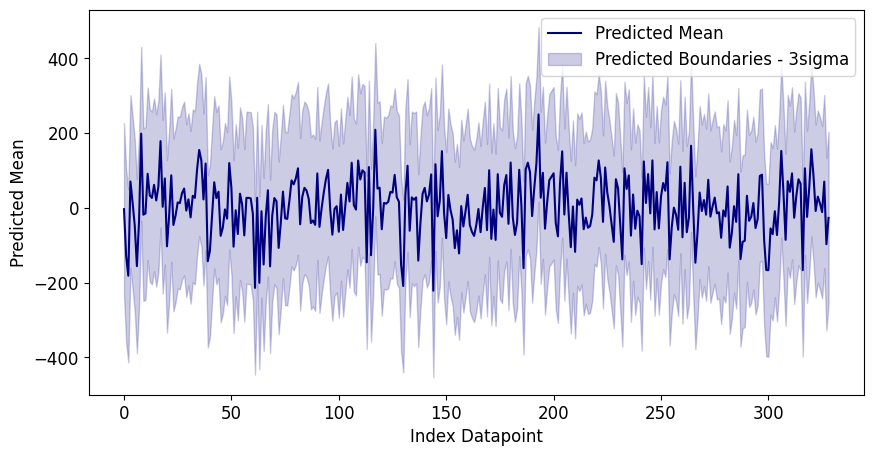 Predicted Mean
Predicted Boundaries - 3sigma
400
200
0
−200
−400
Predicted Mean
0 50 100 150 200 250 300
Index Datapoint